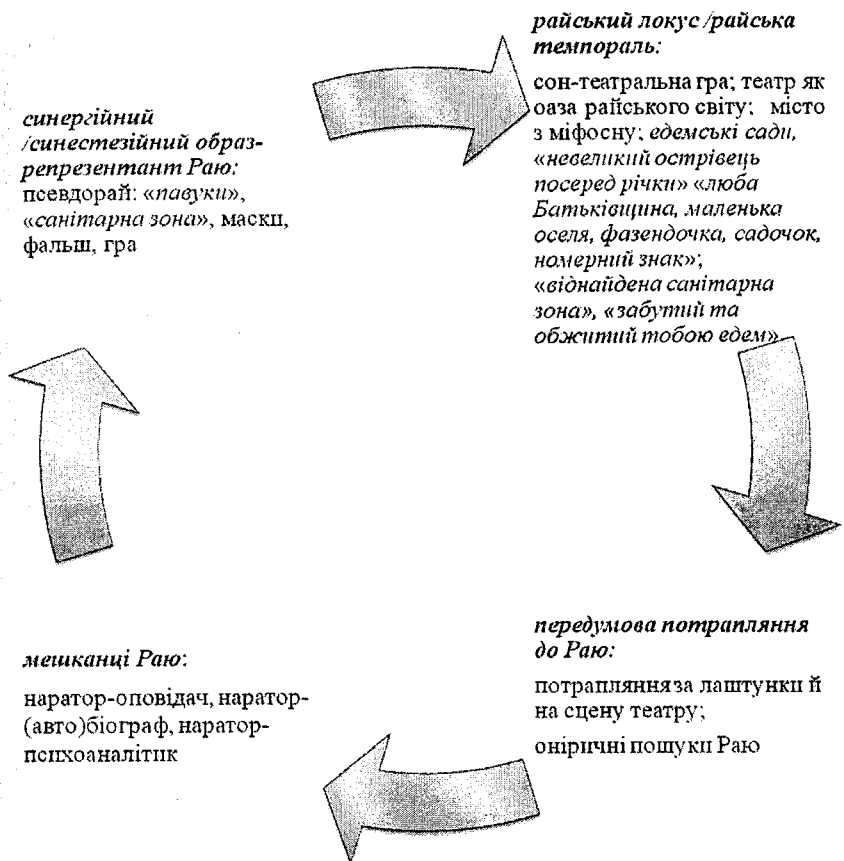 синергійний
/синестезійний образ-
репрезентант Раю:
псевдорай: «павуки»,
«санітарна зона», маски,
фальш, гра
райський локус /райська
темпораль:
сон-театральна гра; театр як
оаза райського світу; місто
з міфосну; едемські сади,
«невеликий острівець
посеред річки» «люба
Батьківщина, маленька
оселя, фазендочка, садочок,
номерний знак»;
«віднайдена санітарна
зона», «забутий та
обжитий тобою едем»
передумова потрапляння
до Раю:
потрапляння за лаштунки й
на сцену театру;
оніричні пошуки Раю
мешканці Раю:
наратор-оповідач, наратор-
(авто)біограф, наратор-
психоаналітик